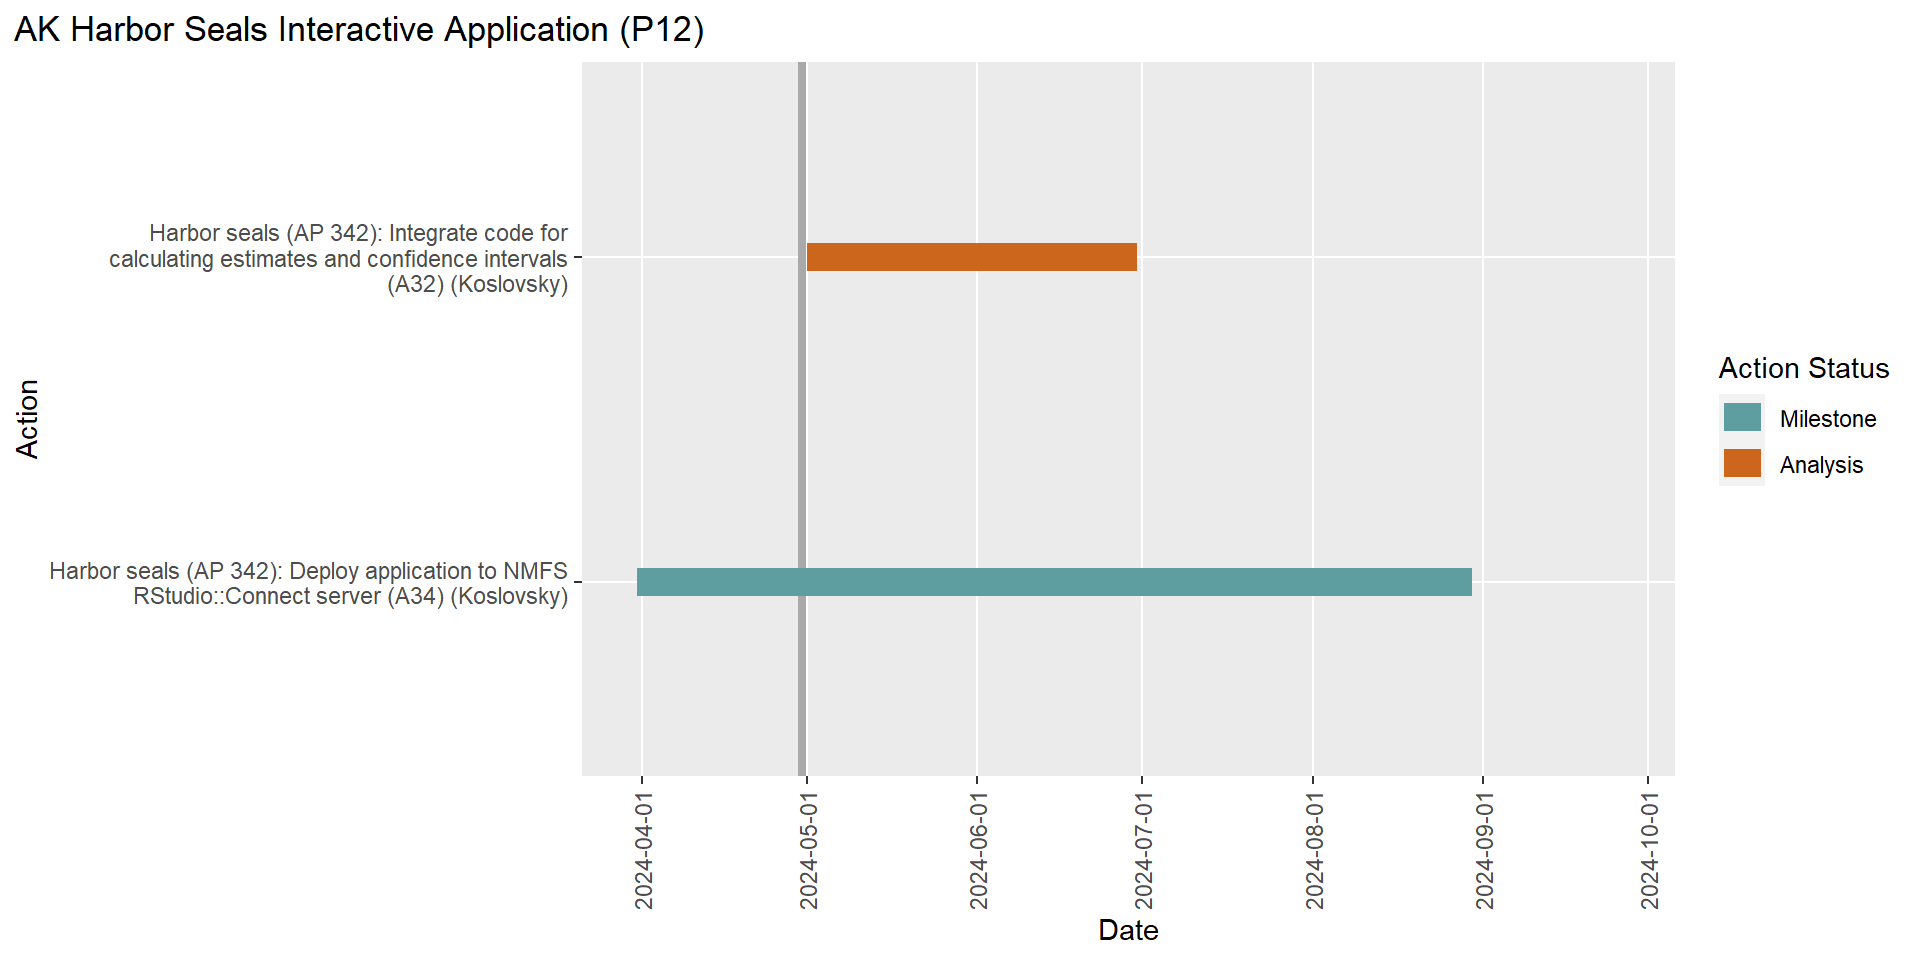 AK Harbor Seals Interactive Application (P12)
Harbor seals (AP 342): Integrate code for
calculating estimates and confidence intervals
(A32) (Koslovsky)
Harbor seals (AP 342): Deploy application to NMFS
RStudio::Connect server (A34) (Koslovsky)
Action
2024-04-01
2024-05-01
2024-06-01
2024-07-01
2024-08-01
2024-09-01
2024-10-01
Date
Action Status
Milestone
Analysis